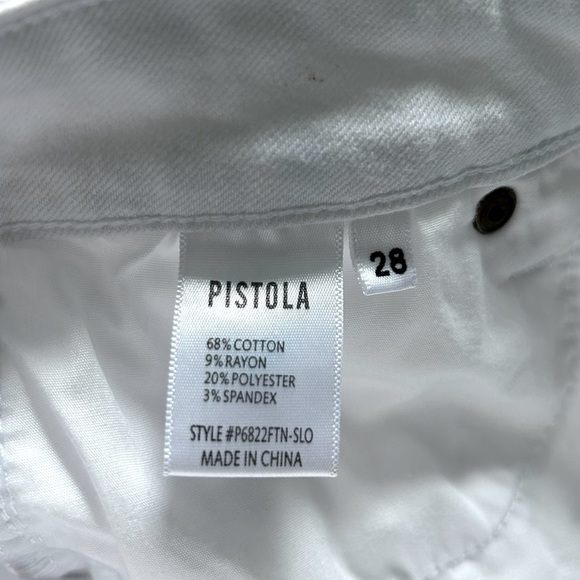 PISTOLA
28
68% COTTON
9% RAYON
20% POLYESTER
3% SPANDEX
STYLE #P6822FTN-SLO
MADE IN CHINA